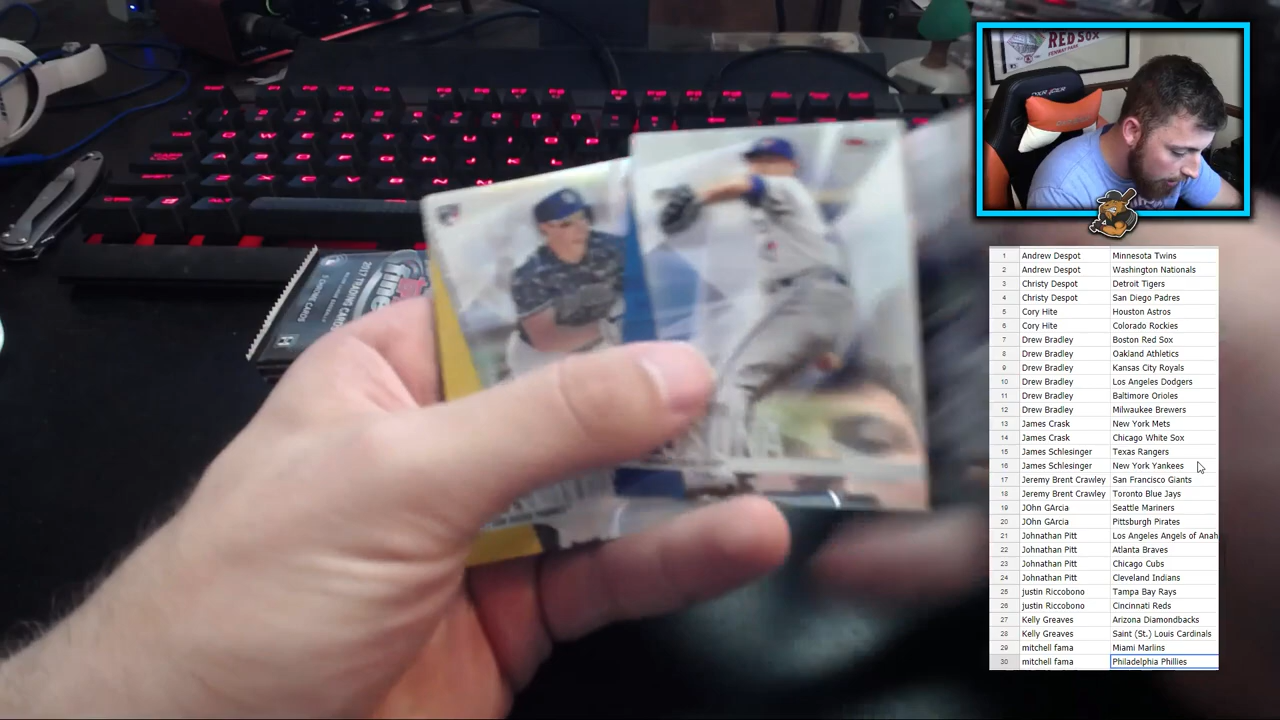 RED SOX
FENWAY PARK
2017 TRADING CARDS
1 Andrew Despot Minnesota Twins
2 Andrew Despot Washington Nationals
3 Christy Despot Detroit Tigers
4 Christy Despot San Diego Padres
5 Cory Hite Houston Astros
6 Cory Hite Colorado Rockies
7 Drew Bradley Boston Red Sox
8 Drew Bradley Oakland Athletics
9 Drew Bradley Kansas City Royals
10 Drew Bradley Los Angeles Dodgers
11 Drew Bradley Baltimore Orioles
12 Drew Bradley Milwaukee Brewers
13 James Crask New York Mets
14 James Crask Chicago White Sox
15 James Schlesinger Texas Rangers
16 James Schlesinger New York Yankees
17 Jeremy Brent Crawley San Francisco Giants
18 Jeremy Brent Crawley Toronto Blue Jays
19 JOhn GArcia Seattle Mariners
20 JOhn GArcia Pittsburgh Pirates
21 Johnathan Pitt Los Angeles Angels of Anah
22 Johnathan Pitt Atlanta Braves
23 Johnathan Pitt Chicago Cubs
24 Johnathan Pitt Cleveland Indians
25 justin Riccobono Tampa Bay Rays
26 justin Riccobono Cincinnati Reds
27 Kelly Greaves Arizona Diamondbacks
28 Kelly Greaves Saint (St.) Louis Cardinals
29 mitchell fama Miami Marlins
30 mitchell fama Philadelphia Phillies